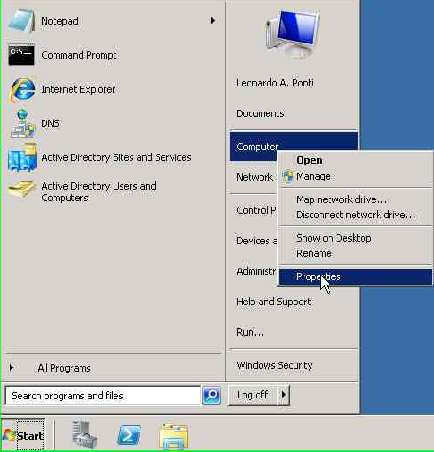 Notepad
Command Prompt
Internet Explorer
DNS
Active Directory Sites and Services
Active Directory Users and
Computers
All Programs
Search programs and files
Leonardo A. Ponti
Documents
Computer
Network
Control P
Devices a
Administr
Help and Support
Run...
Windows Security
Log off
Open
Manage
Map network drive...
Disconnect network drive...
Show on Desktop
Rename
Properties
Start